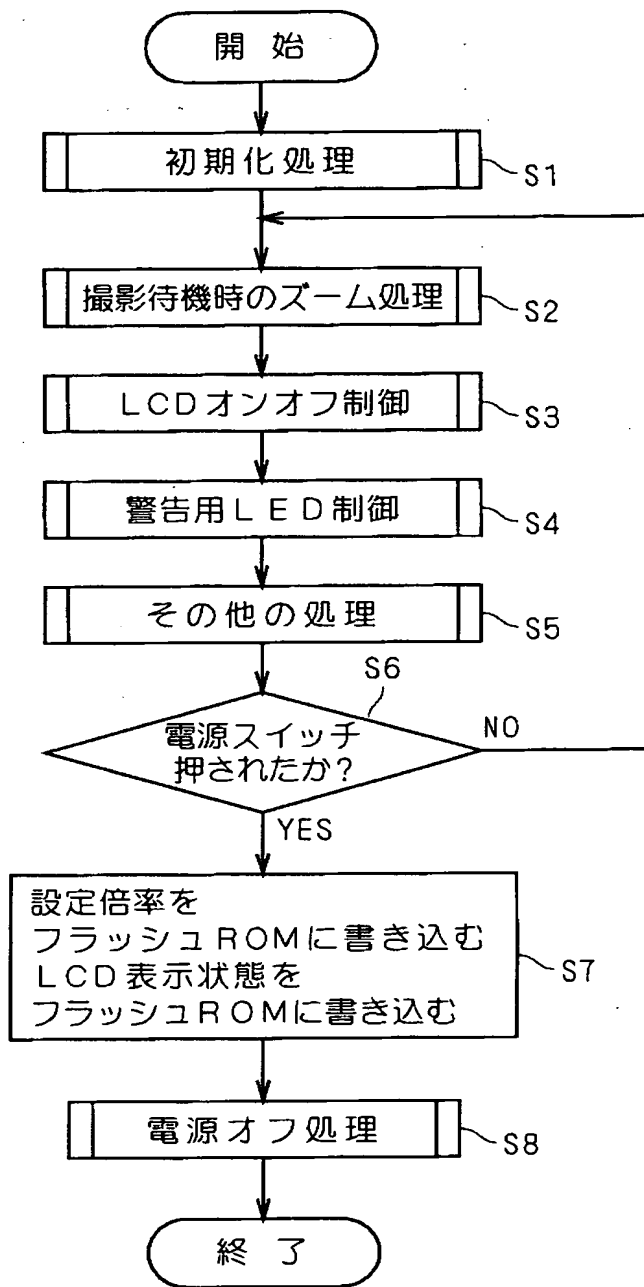 開始
初期化処理
S1
撮影待機時のズーム処理
S2
LCDオンオフ制御
S3
警告用LED制御
S4
その他の処理
S5
S6
電源スイッチ
押されたか?
NO
YES
設定倍率を
フラッシュROMに書き込む
LCD表示状態を
フラッシュROMに書き込む
S7
電源オフ処理
S8
終了